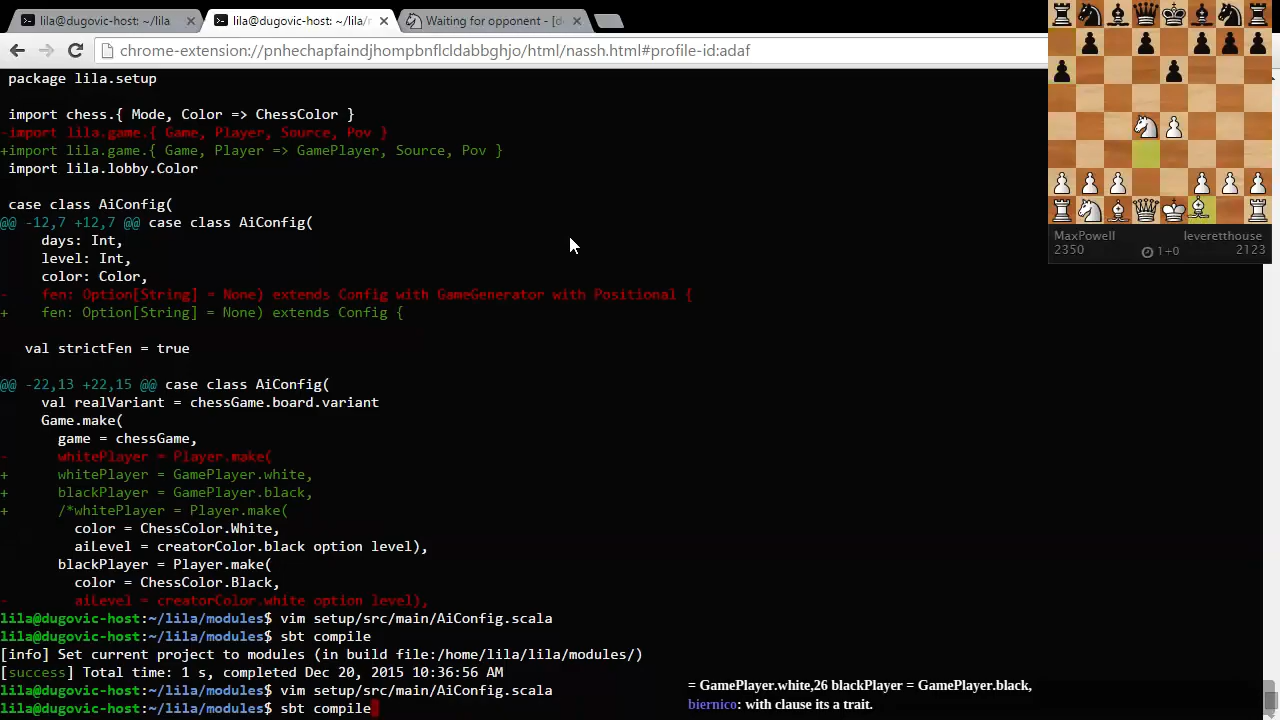 lila@dugovic-host: ~/lila
lila@dugovic-host: ~/lila/m
Waiting for opponent - [d
chrome-extension://pnhechapfaindjhompbnflcldabbghjo/html/nassh.html#profile-id:adaf
package lila.setup
import chess.{ Mode, Color => ChessColor }
-import lila.game.{ Game, Player, Source, Pov }
+import lila.game.{ Game, Player => GamePlayer, Source, Pov }
import lila.lobby.Color
case class AiConfig(
@@ -12,7 +12,7 @@ case class AiConfig(
days: Int,
level: Int,
color: Color,
- fen: Option[String] = None) extends Config with GameGenerator with Positional {
+ fen: Option[String] = None) extends Config {
val strictFen = true
@@ -22,13 +22,15 @@ case class AiConfig(
val realVariant = chessGame.board.variant
Game.make(
game = chessGame,
- whitePlayer = Player.make(
+ whitePlayer = GamePlayer.white,
+ blackPlayer = GamePlayer.black,
+ /*whitePlayer = Player.make(
color = ChessColor.White,
aiLevel = creatorColor.black option level),
blackPlayer = Player.make(
color = ChessColor.Black,
- aiLevel = creatorColor.white option level),
lila@dugovic-host:~/lila/modules$ vim setup/src/main/AiConfig.scala
lila@dugovic-host:~/lila/modules$ sbt compile
[info] Set current project to modules (in build file:/home/lila/lila/modules/)
[success] Total time: 1 s, completed Dec 20, 2015 10:36:56 AM
lila@dugovic-host:~/lila/modules$ vim setup/src/main/AiConfig.scala
lila@dugovic-host:~/lila/modules$ sbt compile
MaxPowell leveretthouse
2350 1+0 2123
= GamePlayer.white,26 blackPlayer = GamePlayer.black,
biernico: with clause its a trait.